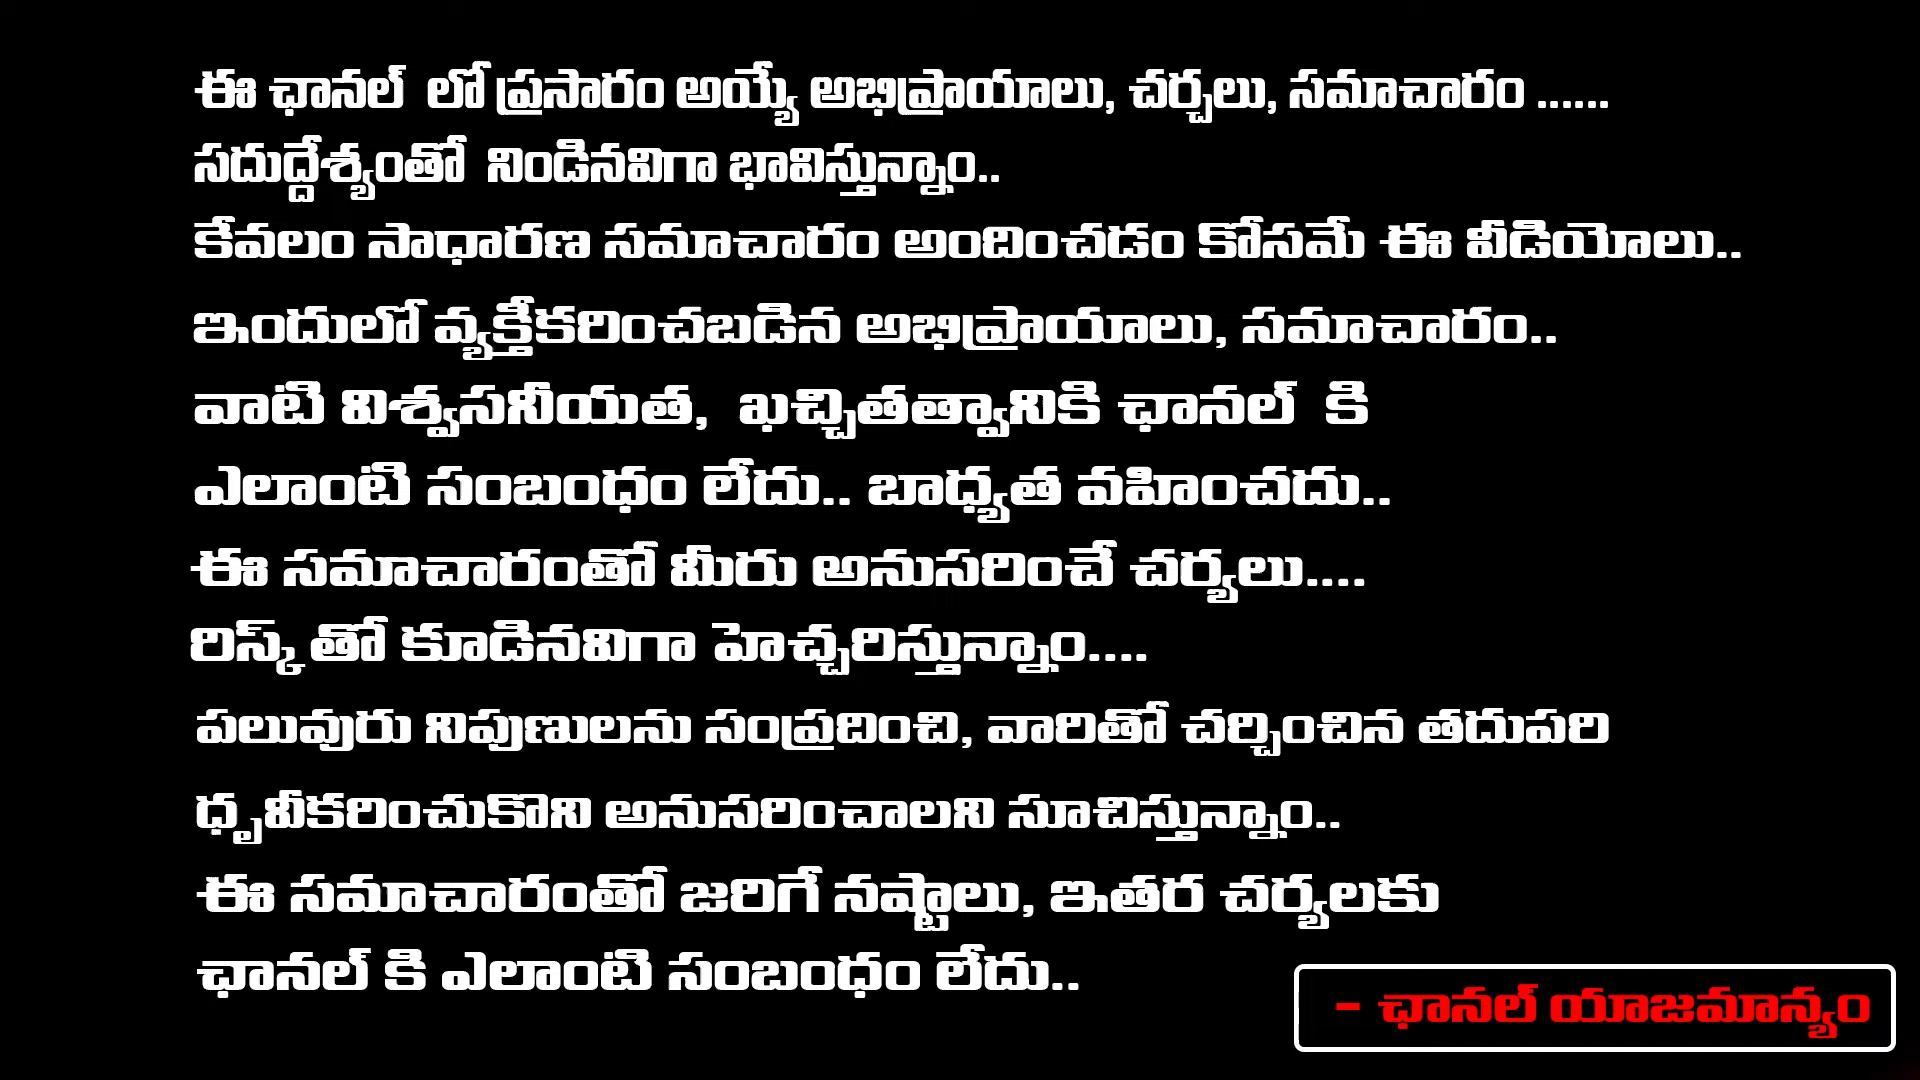 ఈ ఛానల్ లో ప్రసారం అయ్యే అభిప్రాయాలు, చర్చలు, సమాచారం ......
సదుద్దేశ్యంతో నిండినవిగా భావిస్తున్నాం..
కేవలం సాధారణ సమాచారం అందించడం కోసమే ఈ వీడియోలు..
ఇందులో వ్యక్తీకరించబడిన అభిప్రాయాలు, సమాచారం..
వాటి విశ్వసనీయత, ఖచ్చితత్వానికి ఛానల్ కి
ఎలాంటి సంబంధం లేదు.. బాధ్యత వహించదు..
ఈ సమాచారంతో మీరు అనుసరించే చర్యలు....
రిస్క్ తో కూడినవిగా హెచ్చరిస్తున్నాం....
పలువురు నిపుణులను సంప్రదించి, వారితో చర్చించిన తదుపరి
ధృవీకరించుకొని అనుసరించాలని సూచిస్తున్నాం..
ఈ సమాచారంతో జరిగే నష్టాలు, ఇతర చర్యలకు
ఛానల్ కి ఎలాంటి సంబంధం లేదు..
- ఛానల్ యాజమాన్యం